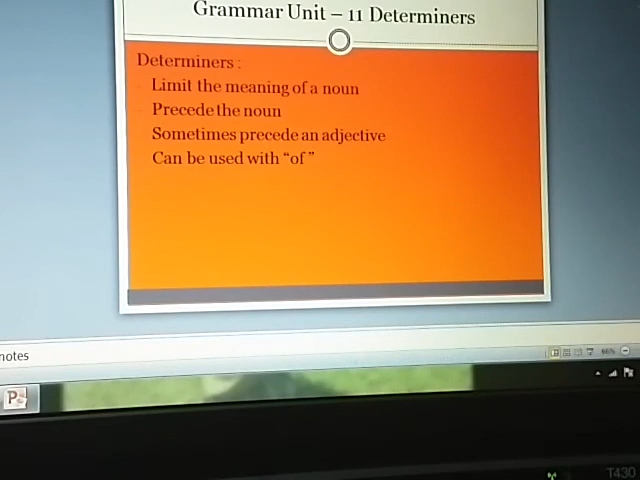 Grammar Unit – 11 Determiners
Determiners :
Limit the meaning of a noun
Precede the noun
Sometimes precede an adjective
Can be used with “of ”
notes
66%
T430